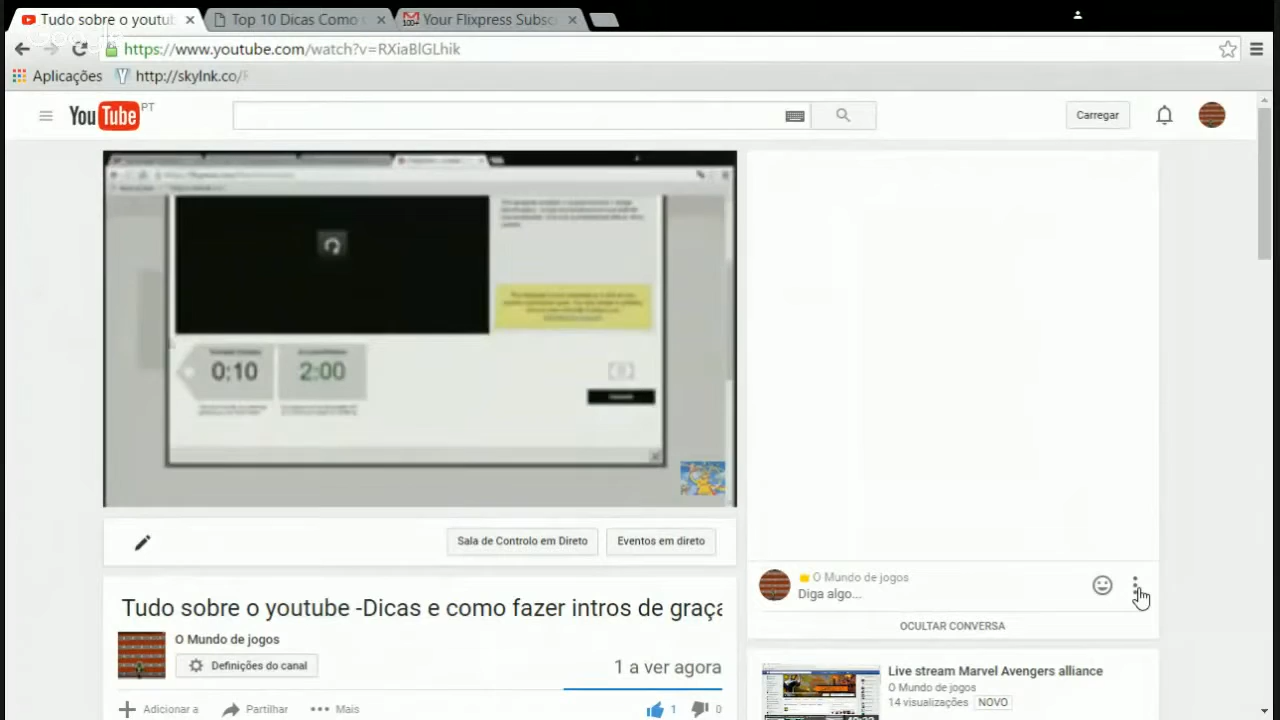 Tudo sobre o youtu
Top 10 Dicas Como
100+
Your Flixpress Subsc
https://www.youtube.com/watch?v=RXiaBlGLhik
Aplicações
http://skylnk.co/
YouTube PT
Carregar
0:10
2:00
Sala de Controlo em Direto
Eventos em direto
O Mundo de jogos
Diga algo...
OCULTAR CONVERSA
Tudo sobre o youtube -Dicas e como fazer intros de graça
O Mundo de jogos
Definições do canal
1 a ver agora
Adicionar a
Partilhar
Mais
1
0
Live stream Marvel Avengers alliance
O Mundo de jogos
14 visualizações
NOVO